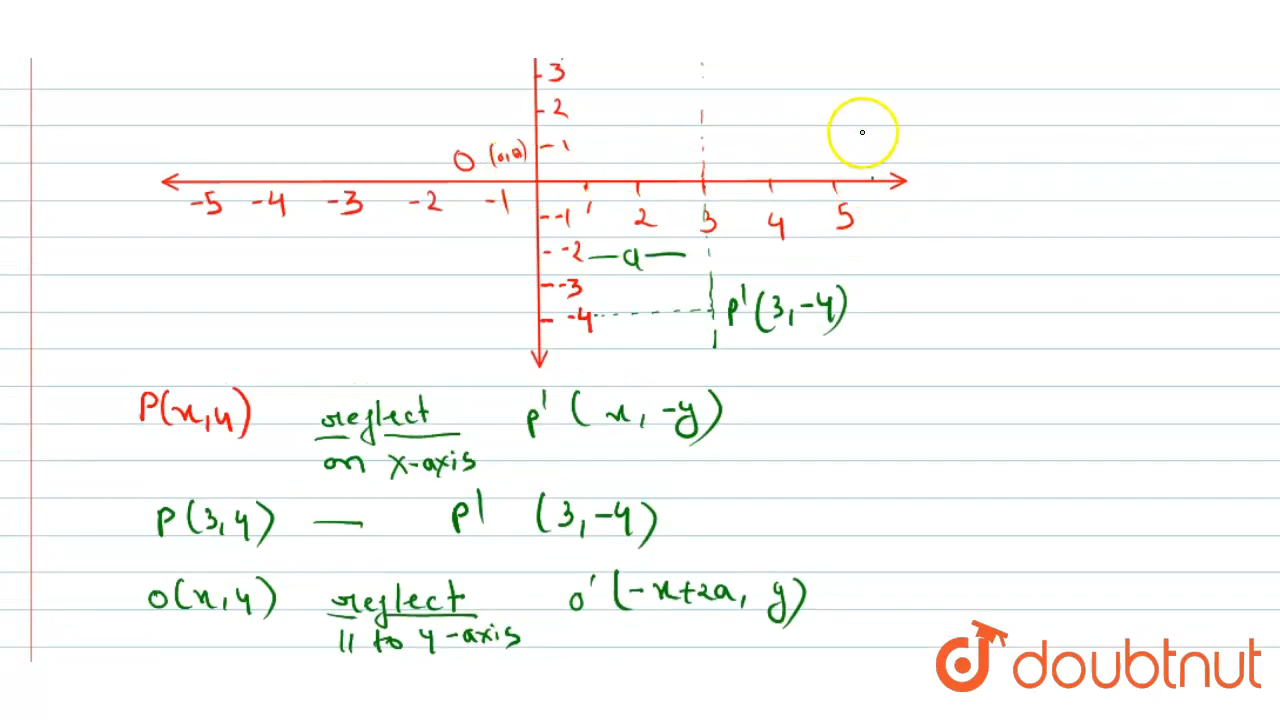 3
2
O (0,0) 1
-5 -4 -3 -2 -1 -1 1 2 3 4 5
-2 — a —
-3
-4 P' (3, -4)
P(x,y) reflect P' (x, -y)
on X-axis
P(3,4) — P' (3, -4)
O(x,y) reflect O' (-x+2a, y)
11 to y-axis
doubtnut